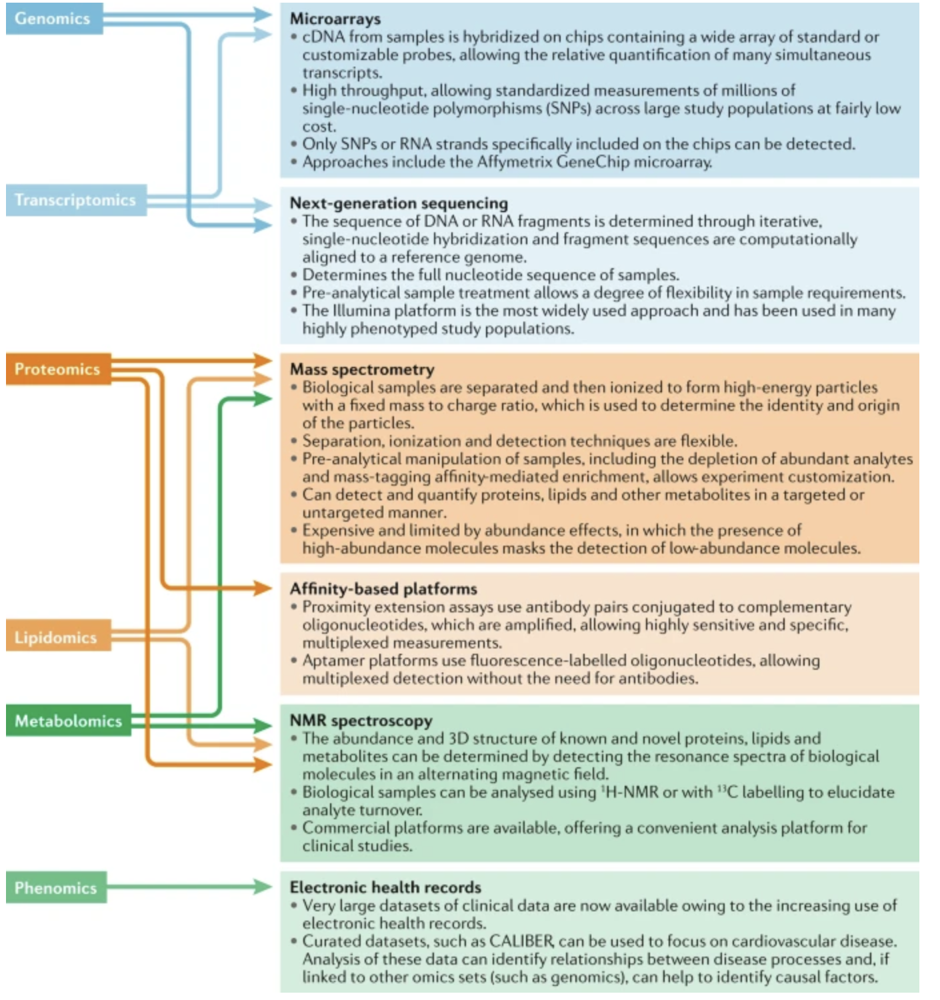 Genomics
Microarrays
• cDNA from samples is hybridized on chips containing a wide array of standard or
customizable probes, allowing the relative quantification of many simultaneous
transcripts.
• High throughput, allowing standardized measurements of millions of
single-nucleotide polymorphisms (SNPs) across large study populations at fairly low
cost.
• Only SNPs or RNA strands specifically included on the chips can be detected.
• Approaches include the Affymetrix GeneChip microarray.
Transcriptomics
Next-generation sequencing
• The sequence of DNA or RNA fragments is determined through iterative,
single-nucleotide hybridization and fragment sequences are computationally
aligned to a reference genome.
• Determines the full nucleotide sequence of samples.
• Pre-analytical sample treatment allows a degree of flexibility in sample requirements.
• The Illumina platform is the most widely used approach and has been used in many
highly phenotyped study populations.
Proteomics
Mass spectrometry
• Biological samples are separated and then ionized to form high-energy particles
with a fixed mass to charge ratio, which is used to determine the identity and origin
of the particles.
• Separation, ionization and detection techniques are flexible.
• Pre-analytical manipulation of samples, including the depletion of abundant analytes
and mass-tagging affinity-mediated enrichment, allows experiment customization.
• Can detect and quantify proteins, lipids and other metabolites in a targeted or
untargeted manner.
• Expensive and limited by abundance effects, in which the presence of
high-abundance molecules masks the detection of low-abundance molecules.
Affinity-based platforms
• Proximity extension assays use antibody pairs conjugated to complementary
oligonucleotides, which are amplified, allowing highly sensitive and specific,
multiplexed measurements.
• Aptamer platforms use fluorescence-labelled oligonucleotides, allowing
multiplexed detection without the need for antibodies.
Lipidomics
Metabolomics
NMR spectroscopy
• The abundance and 3D structure of known and novel proteins, lipids and
metabolites can be determined by detecting the resonance spectra of biological
molecules in an alternating magnetic field.
• Biological samples can be analysed using ¹H-NMR or with ¹³C labelling to elucidate
analyte turnover.
• Commercial platforms are available, offering a convenient analysis platform for
clinical studies.
Phenomics
Electronic health records
• Very large datasets of clinical data are now available owing to the increasing use of
electronic health records.
• Curated datasets, such as CALIBER, can be used to focus on cardiovascular disease.
Analysis of these data can identify relationships between disease processes and, if
linked to other omics sets (such as genomics), can help to identify causal factors.